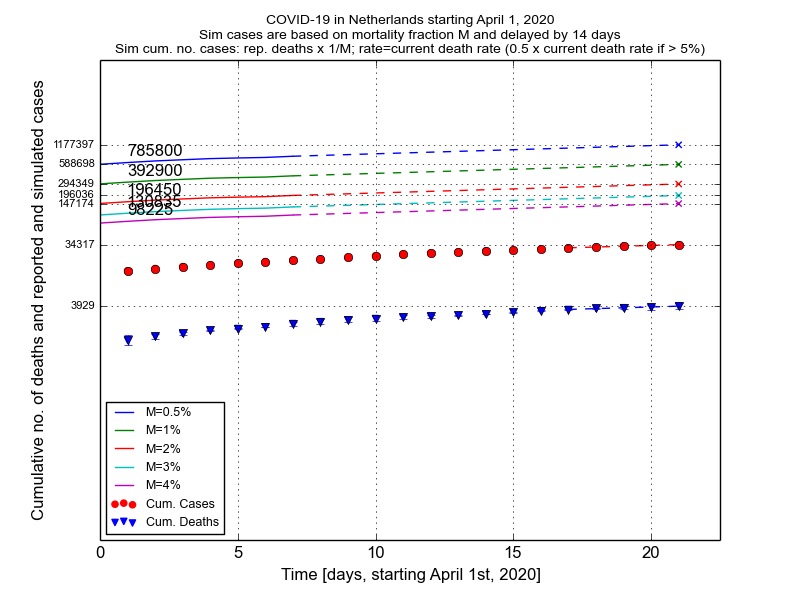 COVID-19 in Netherlands starting April 1, 2020
Sim cases are based on mortality fraction M and delayed by 14 days
Sim cum. no. cases: rep. deaths x 1/M; rate=current death rate (0.5 x current death rate if > 5%)
Cumulative no. of deaths and reported and simulated cases
1177397
588698
294349
196036
147174
34317
3929
785800
392900
196450
130835
98225
M=0.5%
M=1%
M=2%
M=3%
M=4%
Cum. Cases
Cum. Deaths
0 5 10 15 20
Time [days, starting April 1st, 2020]